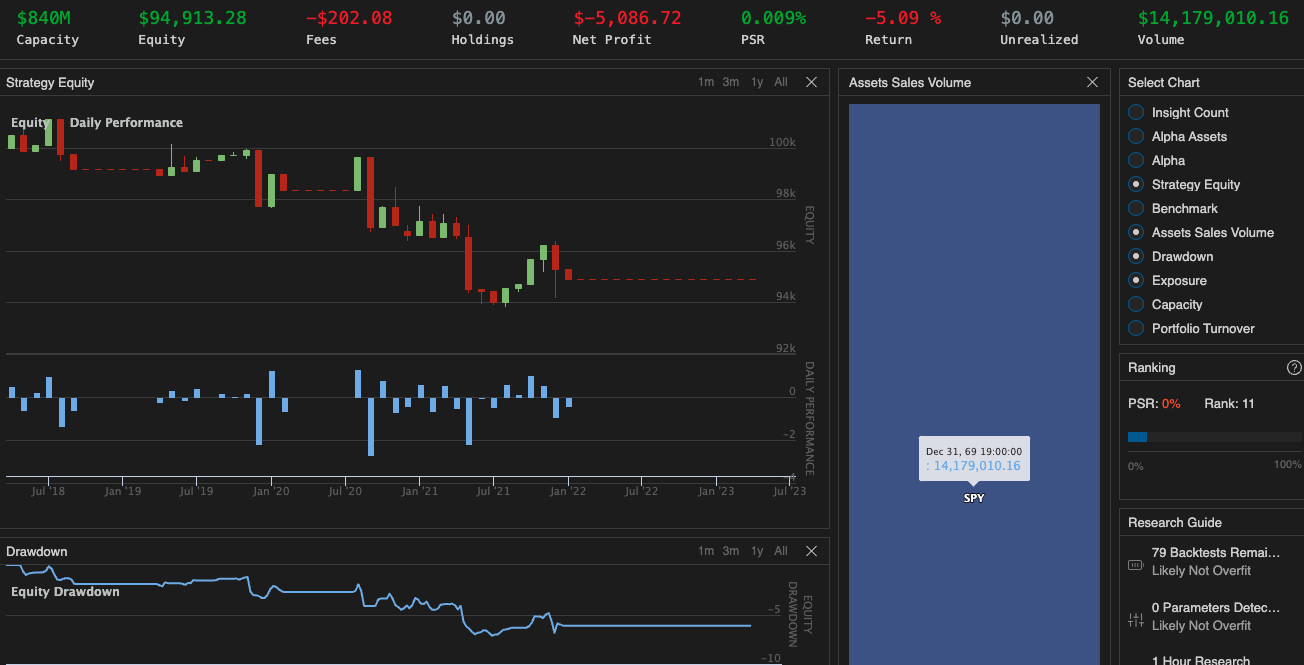 $840M $94,913.28 −$202.08 $0.00 $−5,086.72 0.009% −5.09 % $0.00 $14,179,010.16
Capacity Equity Fees Holdings Net Profit PSR Return Unrealized Volume
Strategy Equity 1m 3m 1y All
Equity Daily Performance
100k
98k
96k
94k
92k
EQUITY
0
−2
−4
DAILY PERFORMANCE
Jul '18 Jan '19 Jul '19 Jan '20 Jul '20 Jan '21 Jul '21 Jan '22 Jul '22 Jan '23 Jul '23
Drawdown 1m 3m 1y All
Equity Drawdown
−5
−10
EQUITY
DRAWDOWN
EQUITY
Assets Sales Volume
Dec 31, 69 19:00:00
: 14,179,010.16
SPY
Select Chart
Insight Count
Alpha Assets
Alpha
Strategy Equity
Benchmark
Assets Sales Volume
Drawdown
Exposure
Capacity
Portfolio Turnover
Ranking ?
PSR: 0% Rank: 11
0% 100%
Research Guide
79 Backtests Remai...
Likely Not Overfit
0 Parameters Detec...
Likely Not Overfit
1 Hour Research